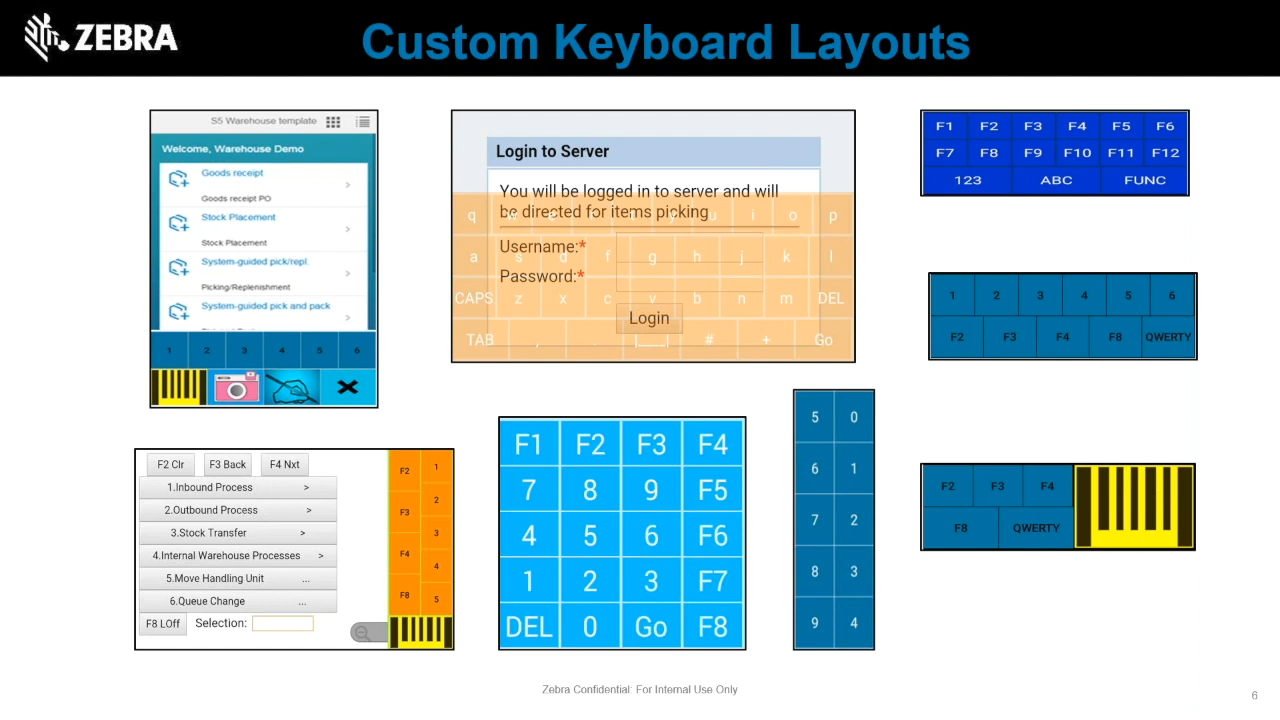 ZEBRA
Custom Keyboard Layouts
S5 Warehouse template
Welcome, Warehouse Demo
Goods receipt >
Goods receipt PO
Stock Placement >
Stock Placement
System-guided pick/repl. >
Picking/Replenishment
System-guided pick and pack
1 2 3 4 5 6
Login to Server
You will be logged in to server and will
be directed for items picking
Username:*
Password:*
Login
q w e r t y u i o p
a s d f g h j k l
CAPS z x c v b n m DEL
TAB , . |___| # + Go
F1 F2 F3 F4 F5 F6
F7 F8 F9 F10 F11 F12
123 ABC FUNC
1 2 3 4 5 6
F2 F3 F4 F8 QWERTY
F2 Clr F3 Back F4 Nxt
1.Inbound Process >
2.Outbound Process >
3.Stock Transfer >
4.Internal Warehouse Processes >
5.Move Handling Unit ...
6.Queue Change ...
F8 LOff Selection:
F2 1
2
F3 3
F4 4
F8 5
F1 F2 F3 F4
7 8 9 F5
4 5 6 F6
1 2 3 F7
DEL 0 Go F8
5 0
6 1
7 2
8 3
9 4
F2 F3 F4
F8 QWERTY
Zebra Confidential: For Internal Use Only
6